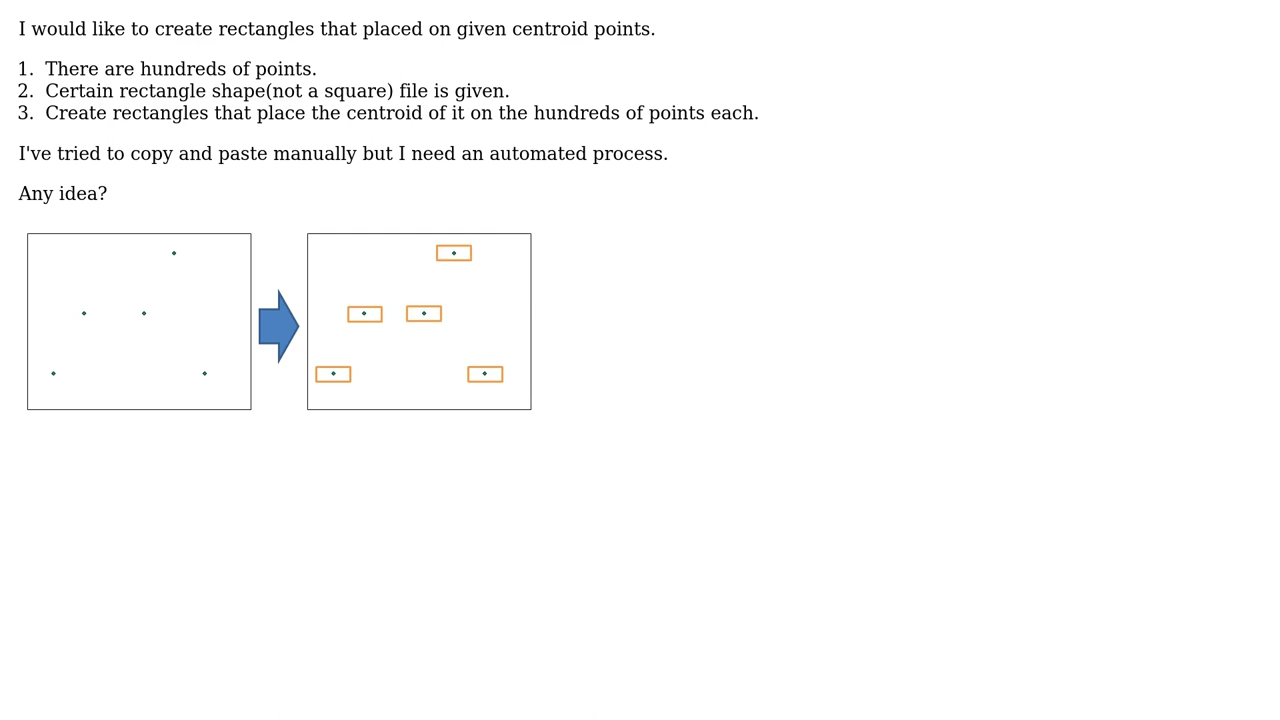 I would like to create rectangles that placed on given centroid points.
1. There are hundreds of points.
2. Certain rectangle shape(not a square) file is given.
3. Create rectangles that place the centroid of it on the hundreds of points each.
I've tried to copy and paste manually but I need an automated process.
Any idea?